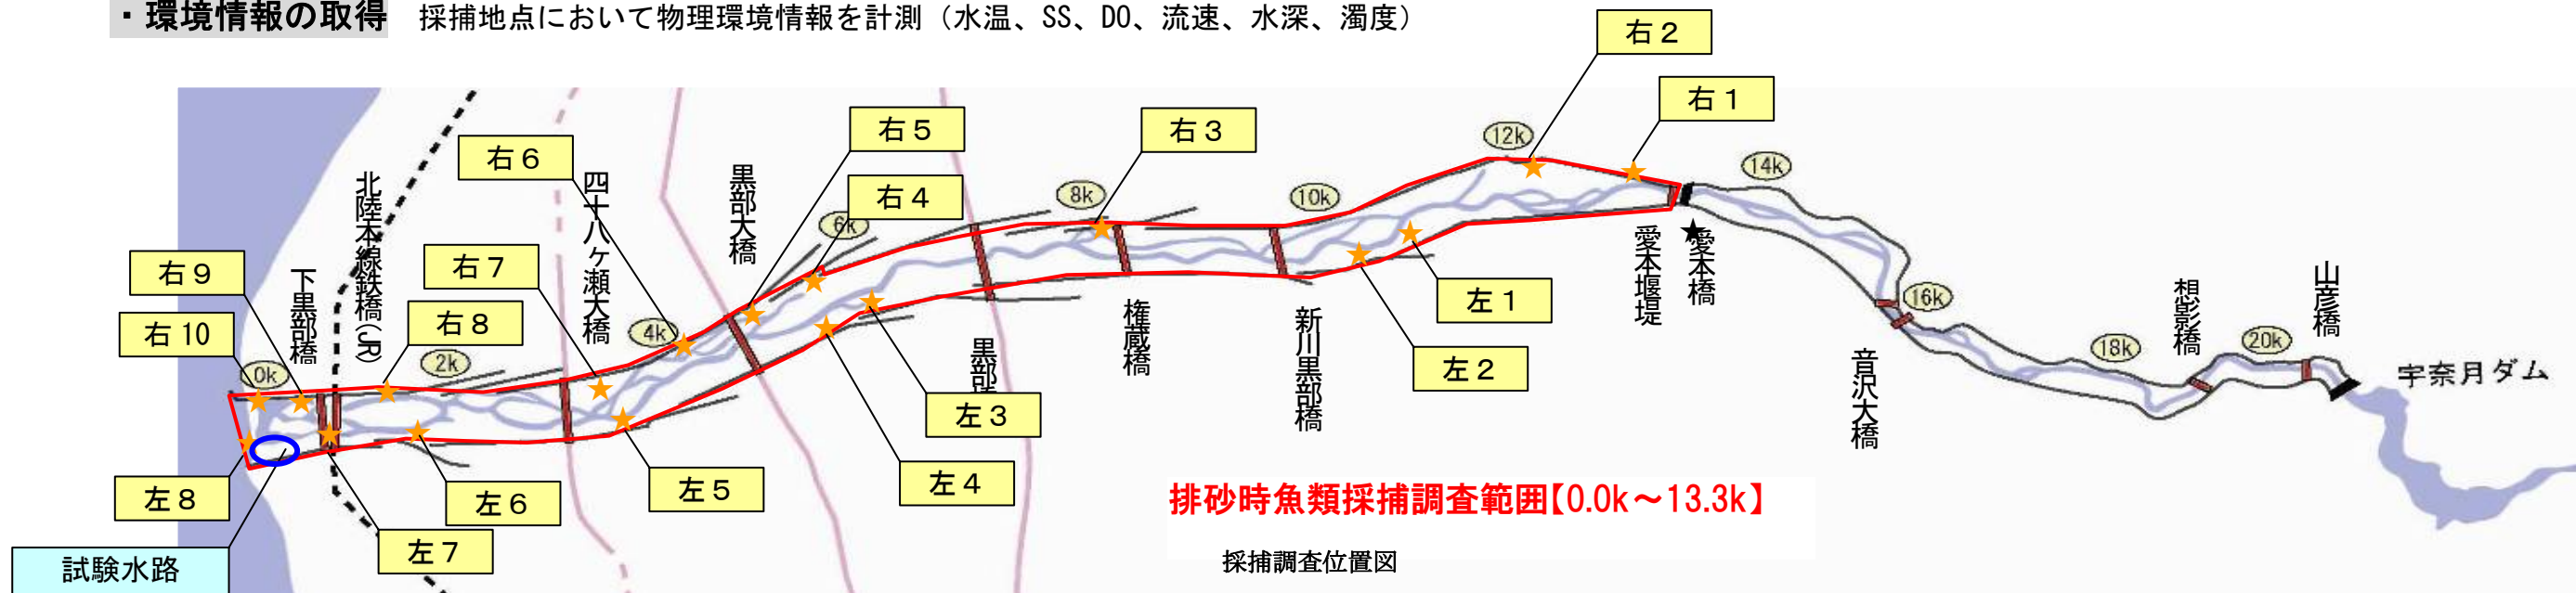 ・環境情報の取得　採捕地点において物理環境情報を計測（水温、SS、DO、流速、水深、濁度）
右２
右１
右５
右３
右６
右４
12k
14k
8k
10k
6k
北陸本線鉄橋(JR)
四十八ヶ瀬大橋
黒部大橋
右９
下黒部橋
右７
右８
右10
0k
2k
4k
愛本堰堤
愛本橋
左１
左２
権蔵橋
新川黒部橋
黒部
16k
18k
20k
音沢大橋
想影橋
山彦橋
宇奈月ダム
左３
左４
左５
左６
左７
左８
試験水路
排砂時魚類採捕調査範囲【0.0k～13.3k】
採捕調査位置図